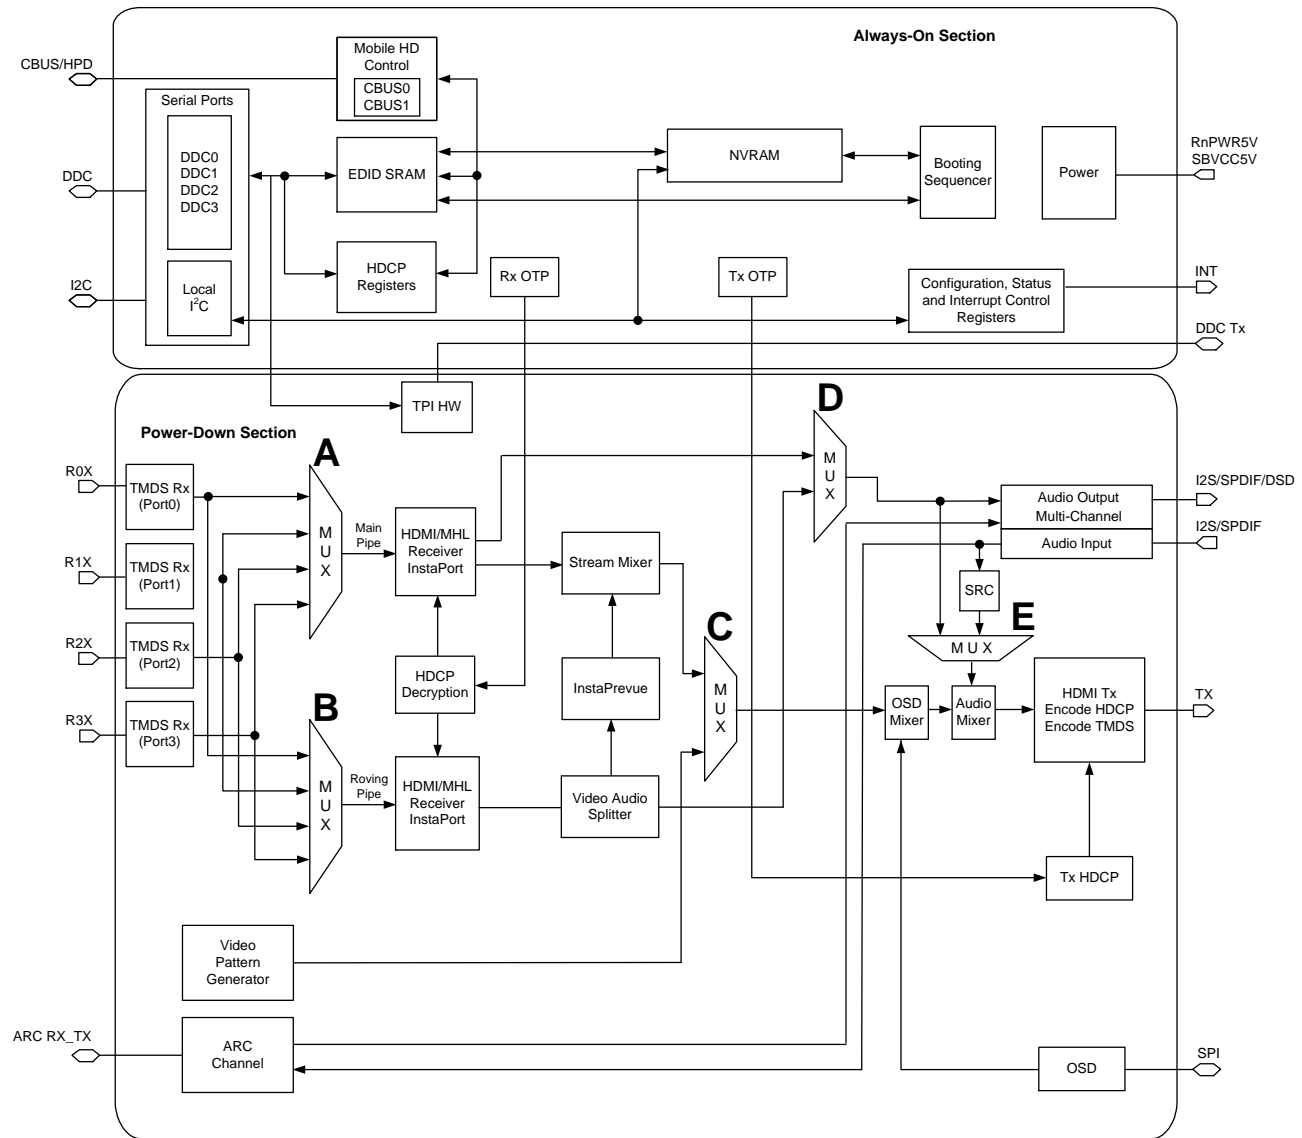 Always-On Section
CBUS/HPD
Mobile HD
Control
CBUS0
CBUS1
Serial Ports
DDC0
DDC1
DDC2
DDC3
DDC
EDID SRAM
NVRAM
Booting
Sequencer
Power
RnPWR5V
SBVCC5V
HDCP
Registers
Rx OTP
Tx OTP
Configuration, Status
and Interrupt Control
Registers
INT
I2C
Local
I²C
DDC Tx
TPI HW
Power-Down Section
A
D
R0X
TMDS Rx
(Port0)
R1X
TMDS Rx
(Port1)
R2X
TMDS Rx
(Port2)
R3X
TMDS Rx
(Port3)
M
U
X
Main
Pipe
HDMI/MHL
Receiver
InstaPort
Stream Mixer
M
U
X
Audio Output
Multi-Channel
Audio Input
I2S/SPDIF/DSD
I2S/SPDIF
SRC
E
M U X
C
HDCP
Decryption
InstaPrevue
M
U
X
OSD
Mixer
Audio
Mixer
HDMI Tx
Encode HDCP
Encode TMDS
TX
B
M
U
X
Roving
Pipe
HDMI/MHL
Receiver
InstaPort
Video Audio
Splitter
Tx HDCP
Video
Pattern
Generator
ARC RX_TX
ARC
Channel
OSD
SPI